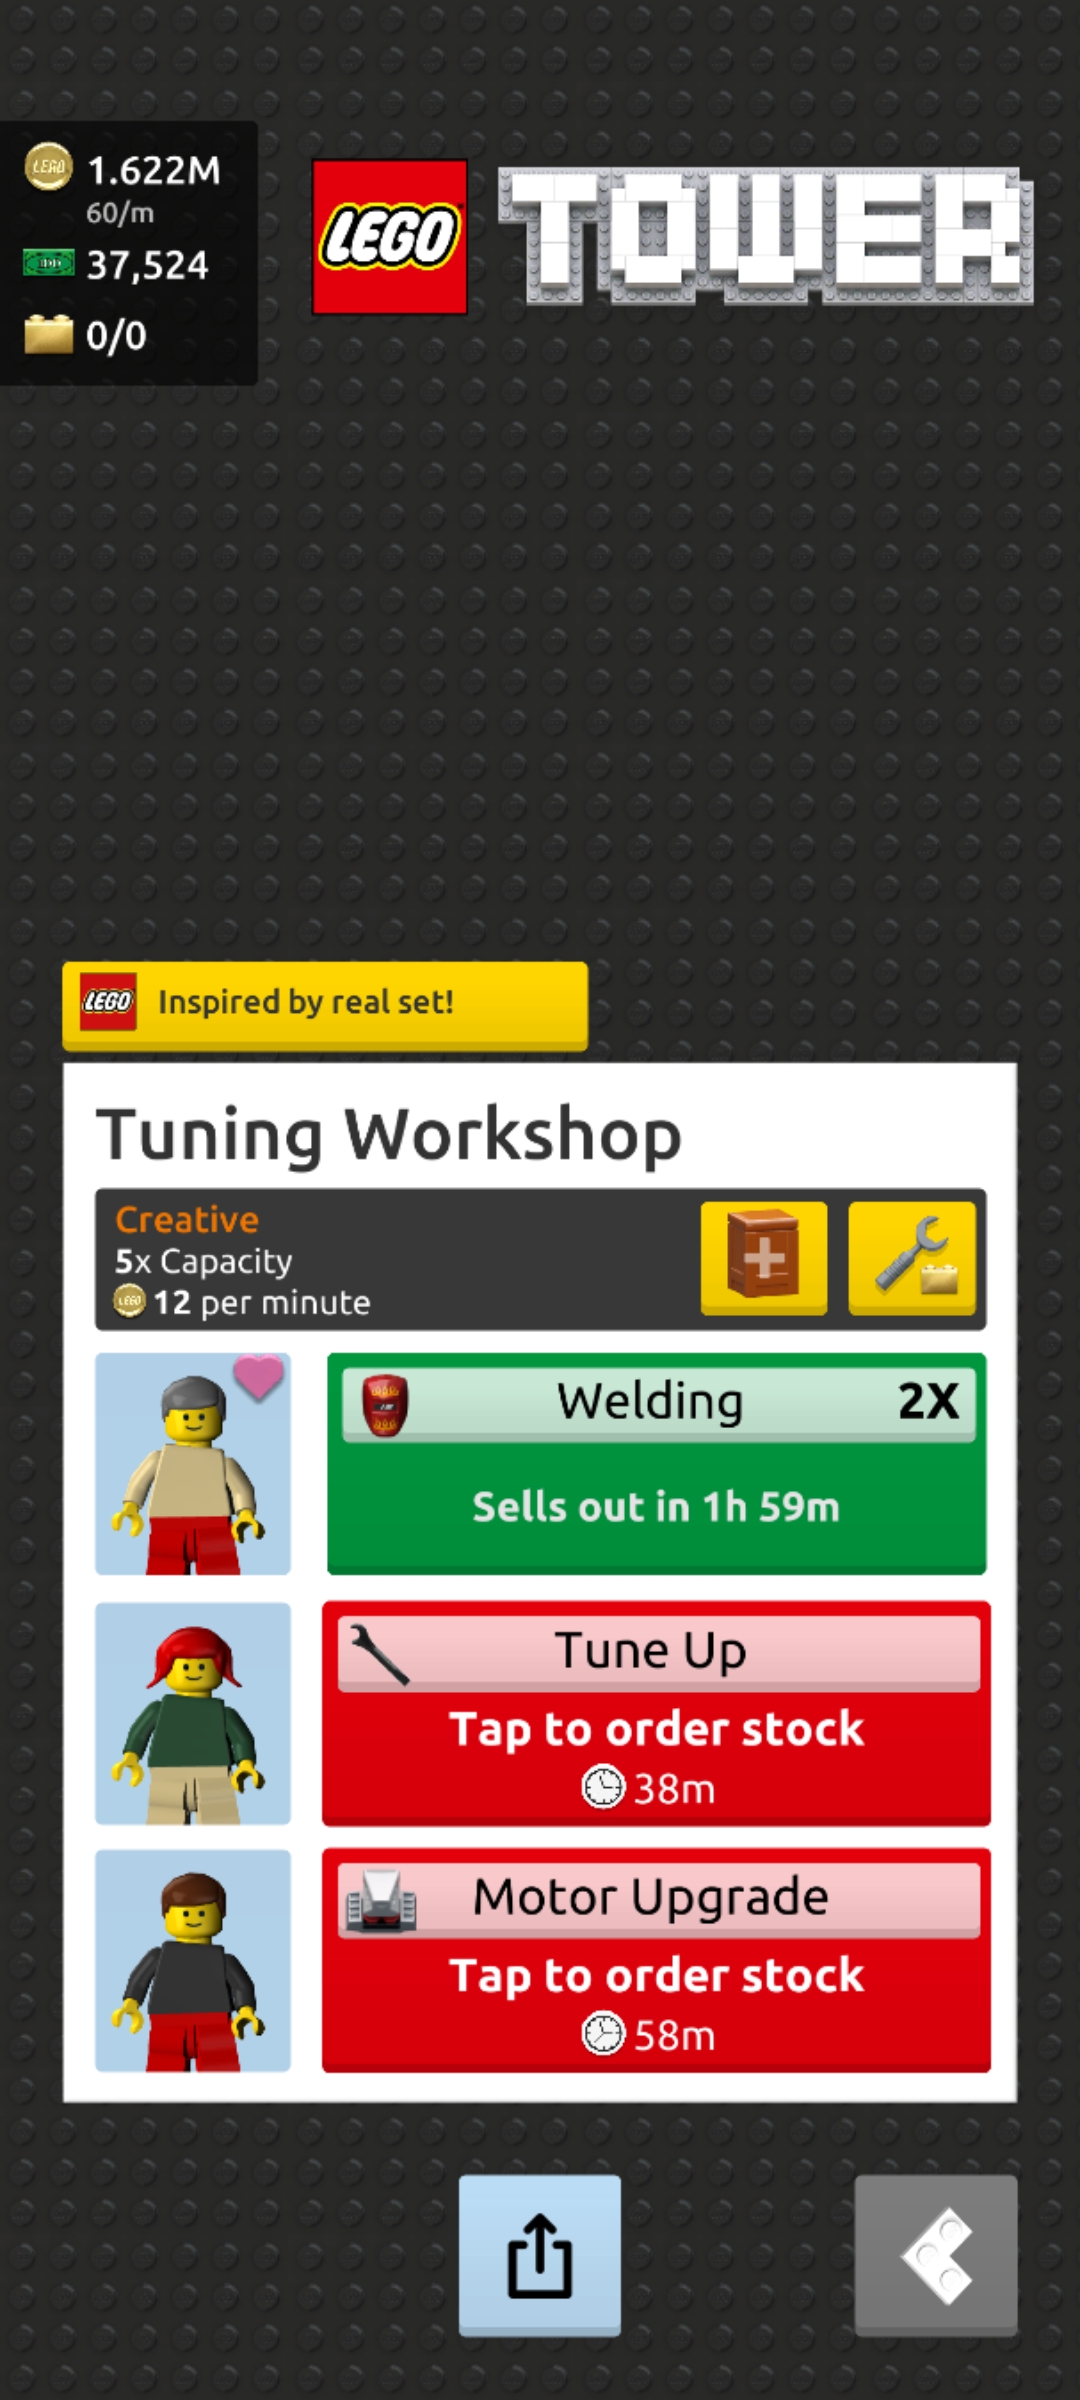 1.622M
60/m
37,524
0/0
LEGO TOWER
LEGO Inspired by real set!
Tuning Workshop
Creative
5x Capacity
12 per minute
Welding 2X
Sells out in 1h 59m
Tune Up
Tap to order stock
38m
Motor Upgrade
Tap to order stock
58m